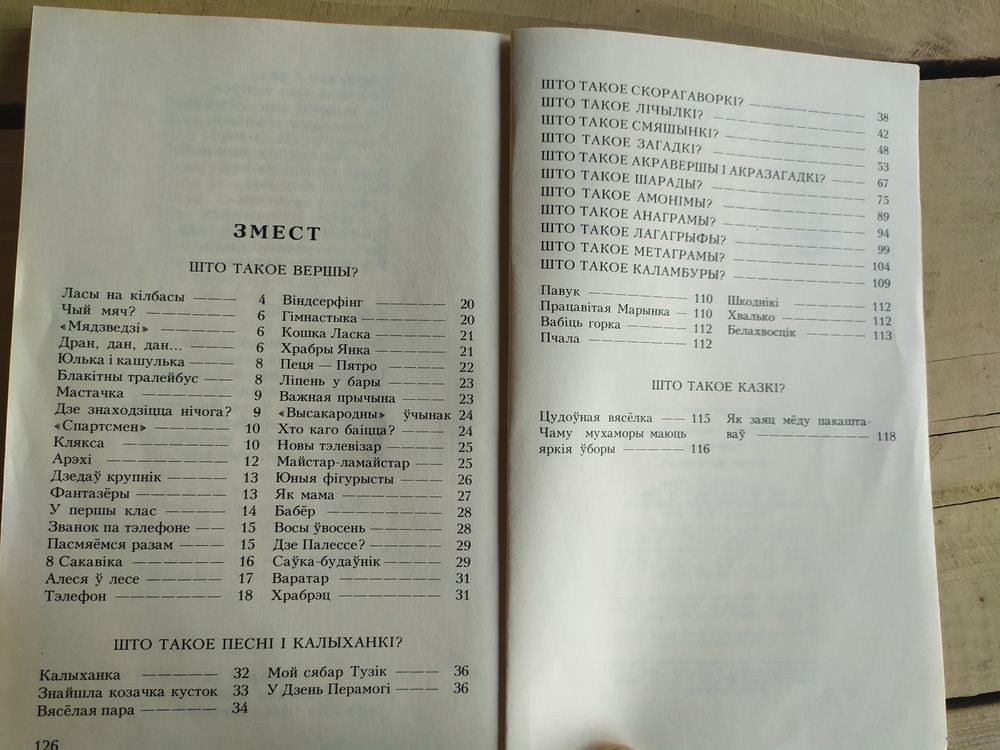 ЗМЕСТ
ШТО ТАКОЕ ВЕРШЫ?
Ласы на кілбасы ——— 4
Чый мяч? ————— 6
«Мядзведзі» ———— 6
Дран, дан, дан... ——— 6
Юлька і кашулька ——— 8
Блакітны тралейбус —— 8
Мастачка ————— 9
Дзе знаходзіцца нічога? 9
«Спартсмен» ———— 10
Клякса ————— 10
Арэхі —————— 12
Дзедаў крупнік ——— 13
Фантазёры ———— 13
У першы клас ——— 14
Званок па тэлефоне —— 15
Пасмяёмся разам ——— 15
8 Сакавіка ———— 16
Алеся ў лесе ———— 17
Тэлефон ————— 18
Віндсерфінг ———— 20
Гімнастыка ———— 20
Кошка Ласка ———— 21
Храбры Янка ———— 21
Пеця — Пятро ——— 22
Ліпень у бары ——— 23
Важная прычына —— 23
«Высакародны» ўчынак 24
Хто каго баіцца? —— 24
Новы тэлевізар —— 25
Майстар-ламайстар —— 25
Юныя фігурысты —— 26
Як мама ————— 27
Бабёр —————— 28
Восы ўвосень ——— 28
Дзе Палессе? ——— 29
Саўка-будаўнік ——— 29
Варатар ————— 31
Храбрэц ————— 31
ШТО ТАКОЕ ПЕСНІ І КАЛЫХАНКІ?
Калыханка ———— 32
Знайшла козачка кусток 33
Вясёлая пара ———— 34
Мой сябар Тузік —— 36
У Дзень Перамогі —— 36
126
ШТО ТАКОЕ СКОРАГАВОРКІ? ———— 38
ШТО ТАКОЕ ЛІЧЫЛКІ? ———— 42
ШТО ТАКОЕ СМЯШЫНКІ? ———— 48
ШТО ТАКОЕ ЗАГАДКІ? ———— 53
ШТО ТАКОЕ АКРАВЕРШЫ І АКРАЗАГАДКІ? —— 67
ШТО ТАКОЕ ШАРАДЫ? ———— 75
ШТО ТАКОЕ АМОНІМЫ? ———— 89
ШТО ТАКОЕ АНАГРАМЫ? ———— 94
ШТО ТАКОЕ ЛАГАГРЫФЫ? ———— 99
ШТО ТАКОЕ МЕТАГРАМЫ? ———— 104
ШТО ТАКОЕ КАЛАМБУРЫ? ———— 109
Павук ————— 110
Працавітая Марынка — 110
Вабіць горка ——— 112
Пчала ————— 112
Шкоднікі ———— 112
Хвалько ———— 112
Белахвосцік ——— 113
ШТО ТАКОЕ КАЗКІ?
Цудоўная вясёлка —— 115
Чаму мухаморы маюць
яркія ўборы ——— 116
Як заяц мёду пакашта-
ваў ————— 118